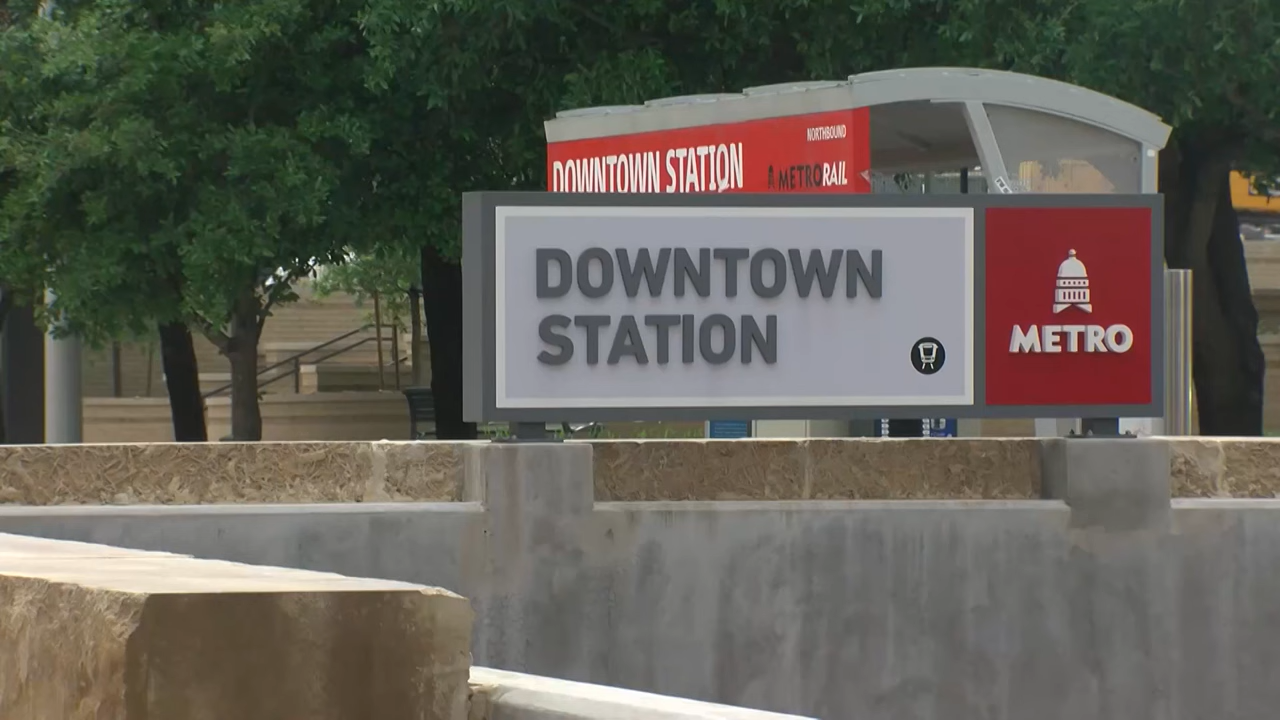 NORTHBOUND
DOWNTOWN STATION
METRORAIL
DOWNTOWN
STATION
METRO